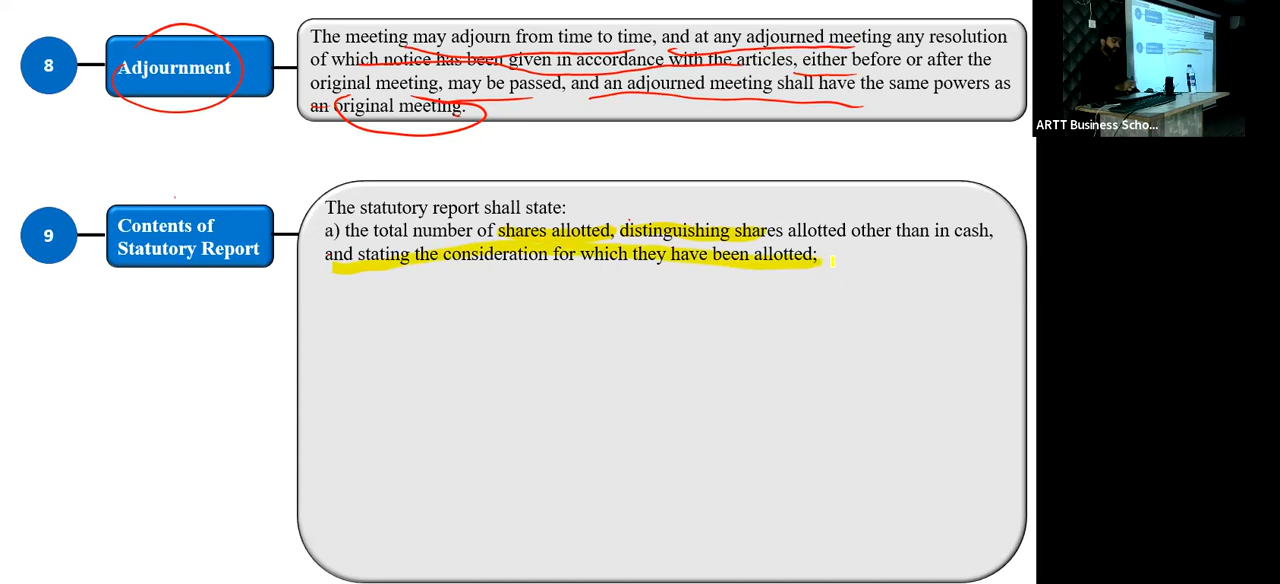 8
Adjournment
The meeting may adjourn from time to time, and at any adjourned meeting any resolution
of which notice has been given in accordance with the articles, either before or after the
original meeting, may be passed, and an adjourned meeting shall have the same powers as
an original meeting.
ARTT Business Scho...
9
Contents of
Statutory Report
The statutory report shall state:
a) the total number of shares allotted, distinguishing shares allotted other than in cash,
and stating the consideration for which they have been allotted;